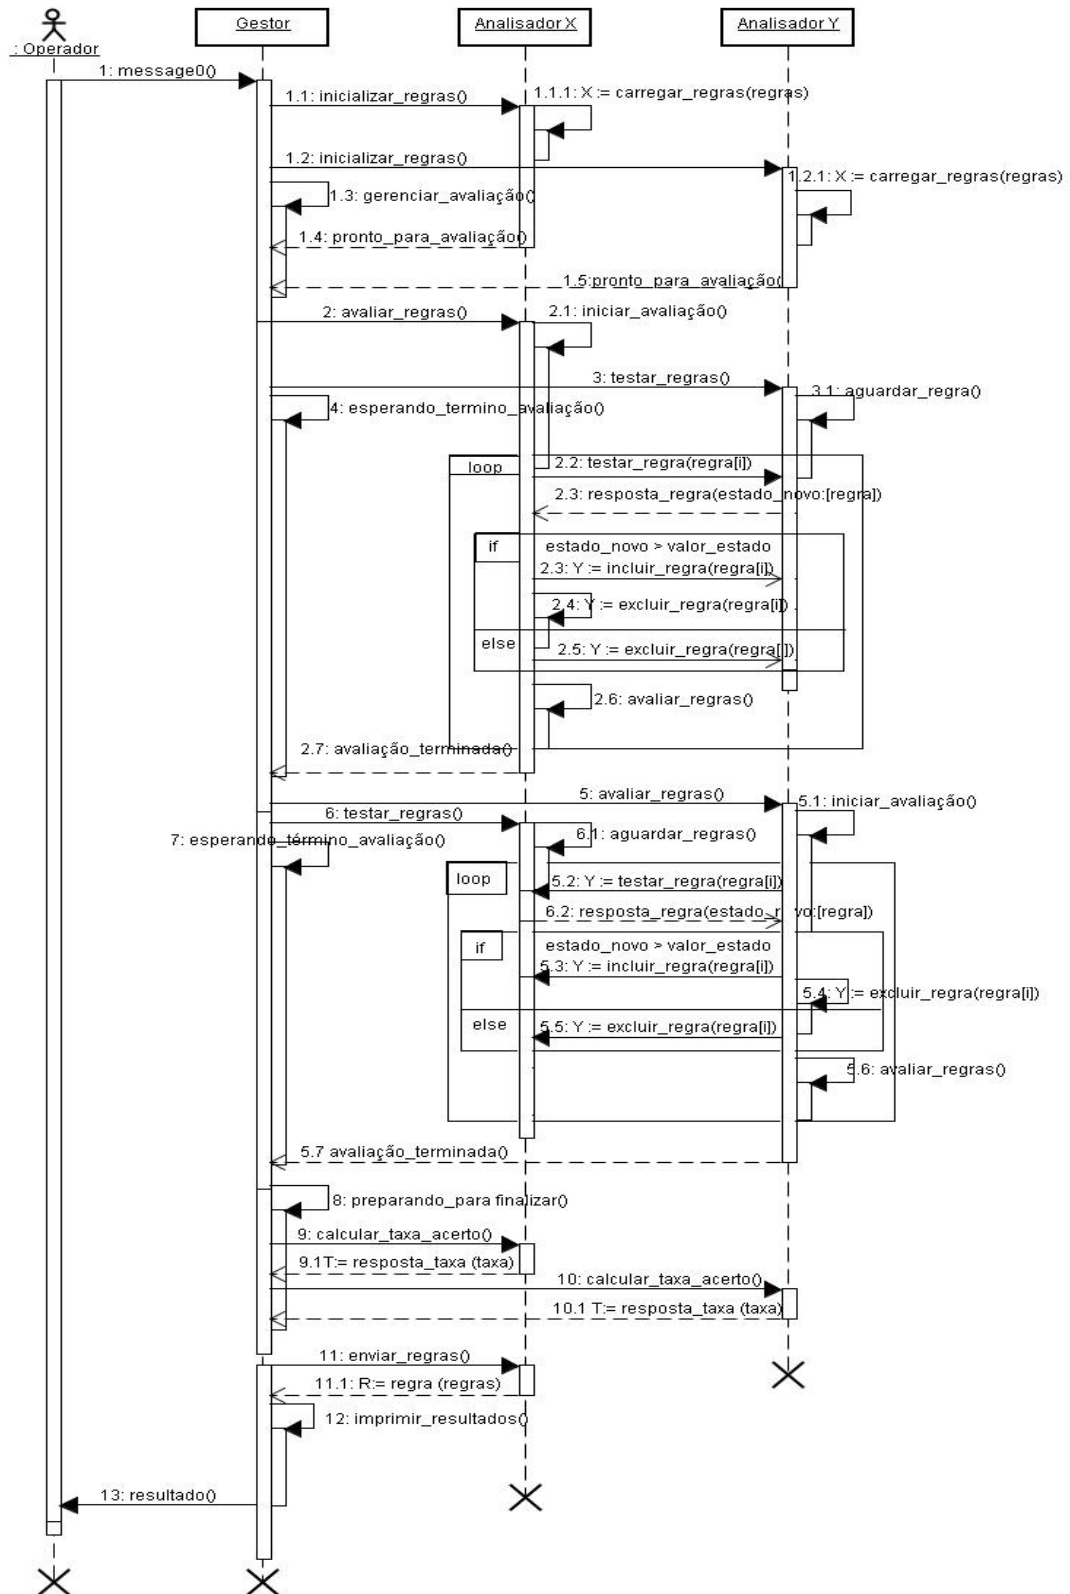 Gestor
Analisador X
Analisador Y
: Operador
1: message0()
1.1: inicializar_regras()
1.1.1: X := carregar_regras(regras)
1.2: inicializar_regras()
1.2.1: X := carregar_regras(regras)
1.3: gerenciar_avaliação()
1.4: pronto_para_avaliação()
1.5:pronto_para_avaliação(
2: avaliar_regras()
2.1: iniciar_avaliação()
3: testar_regras()
3.1: aguardar_regra()
4: esperando_termino_avaliação()
loop
2.2: testar_regra(regra[i])
2.3: resposta_regra(estado_novo:[regra])
if
estado_novo > valor_estado
2.3: Y := incluir_regra(regra[i])
2.4: Y := excluir_regra(regra[i])
else
2.5: Y := excluir_regra(regra[i])
2.6: avaliar_regras()
2.7: avaliação_terminada()
5: avaliar_regras()
5.1: iniciar_avaliação()
6: testar_regras()
6.1: aguardar_regras()
7: esperando_término_avaliação()
loop
5.2: Y := testar_regra(regra[i])
6.2: resposta_regra(estado_novo:[regra])
if
estado_novo > valor_estado
5.3: Y := incluir_regra(regra[i])
5.4: Y := excluir_regra(regra[i])
else
5.5: Y := excluir_regra(regra[i])
5.6: avaliar_regras()
5.7 avaliação_terminada()
8: preparando_para finalizar()
9: calcular_taxa_acerto()
9.1T:= resposta_taxa (taxa)
10: calcular_taxa_acerto()
10.1 T:= resposta_taxa (taxa)
11: enviar_regras()
11.1: R:= regra (regras)
12: imprimir_resultados()
13: resultado()